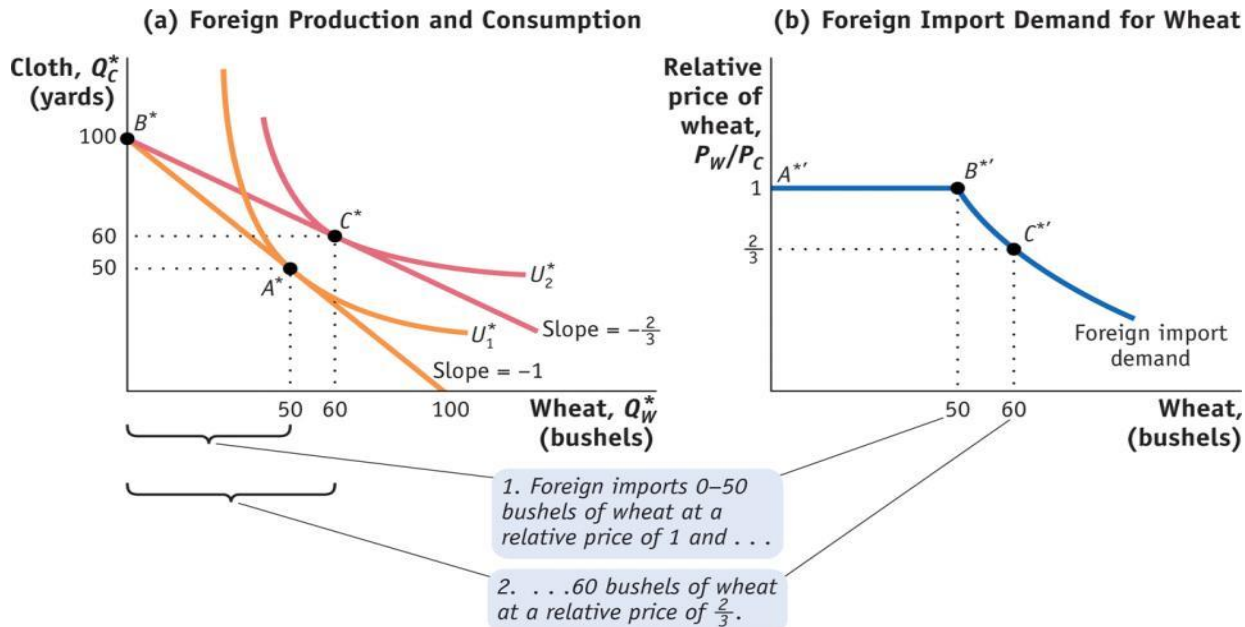 (a) Foreign Production and Consumption
Cloth, Q*C
(yards)
B*
100
60
50
C*
A*
U*2
U*1
Slope = –2/3
Slope = –1
50
60
100
Wheat, Q*W
(bushels)
(b) Foreign Import Demand for Wheat
Relative
price of
wheat,
PW/PC
A*′
B*′
1
C*′
2/3
Foreign import
demand
50
60
Wheat,
(bushels)
1. Foreign imports 0–50
bushels of wheat at a
relative price of 1 and . . .
2. . . .60 bushels of wheat
at a relative price of 2/3.